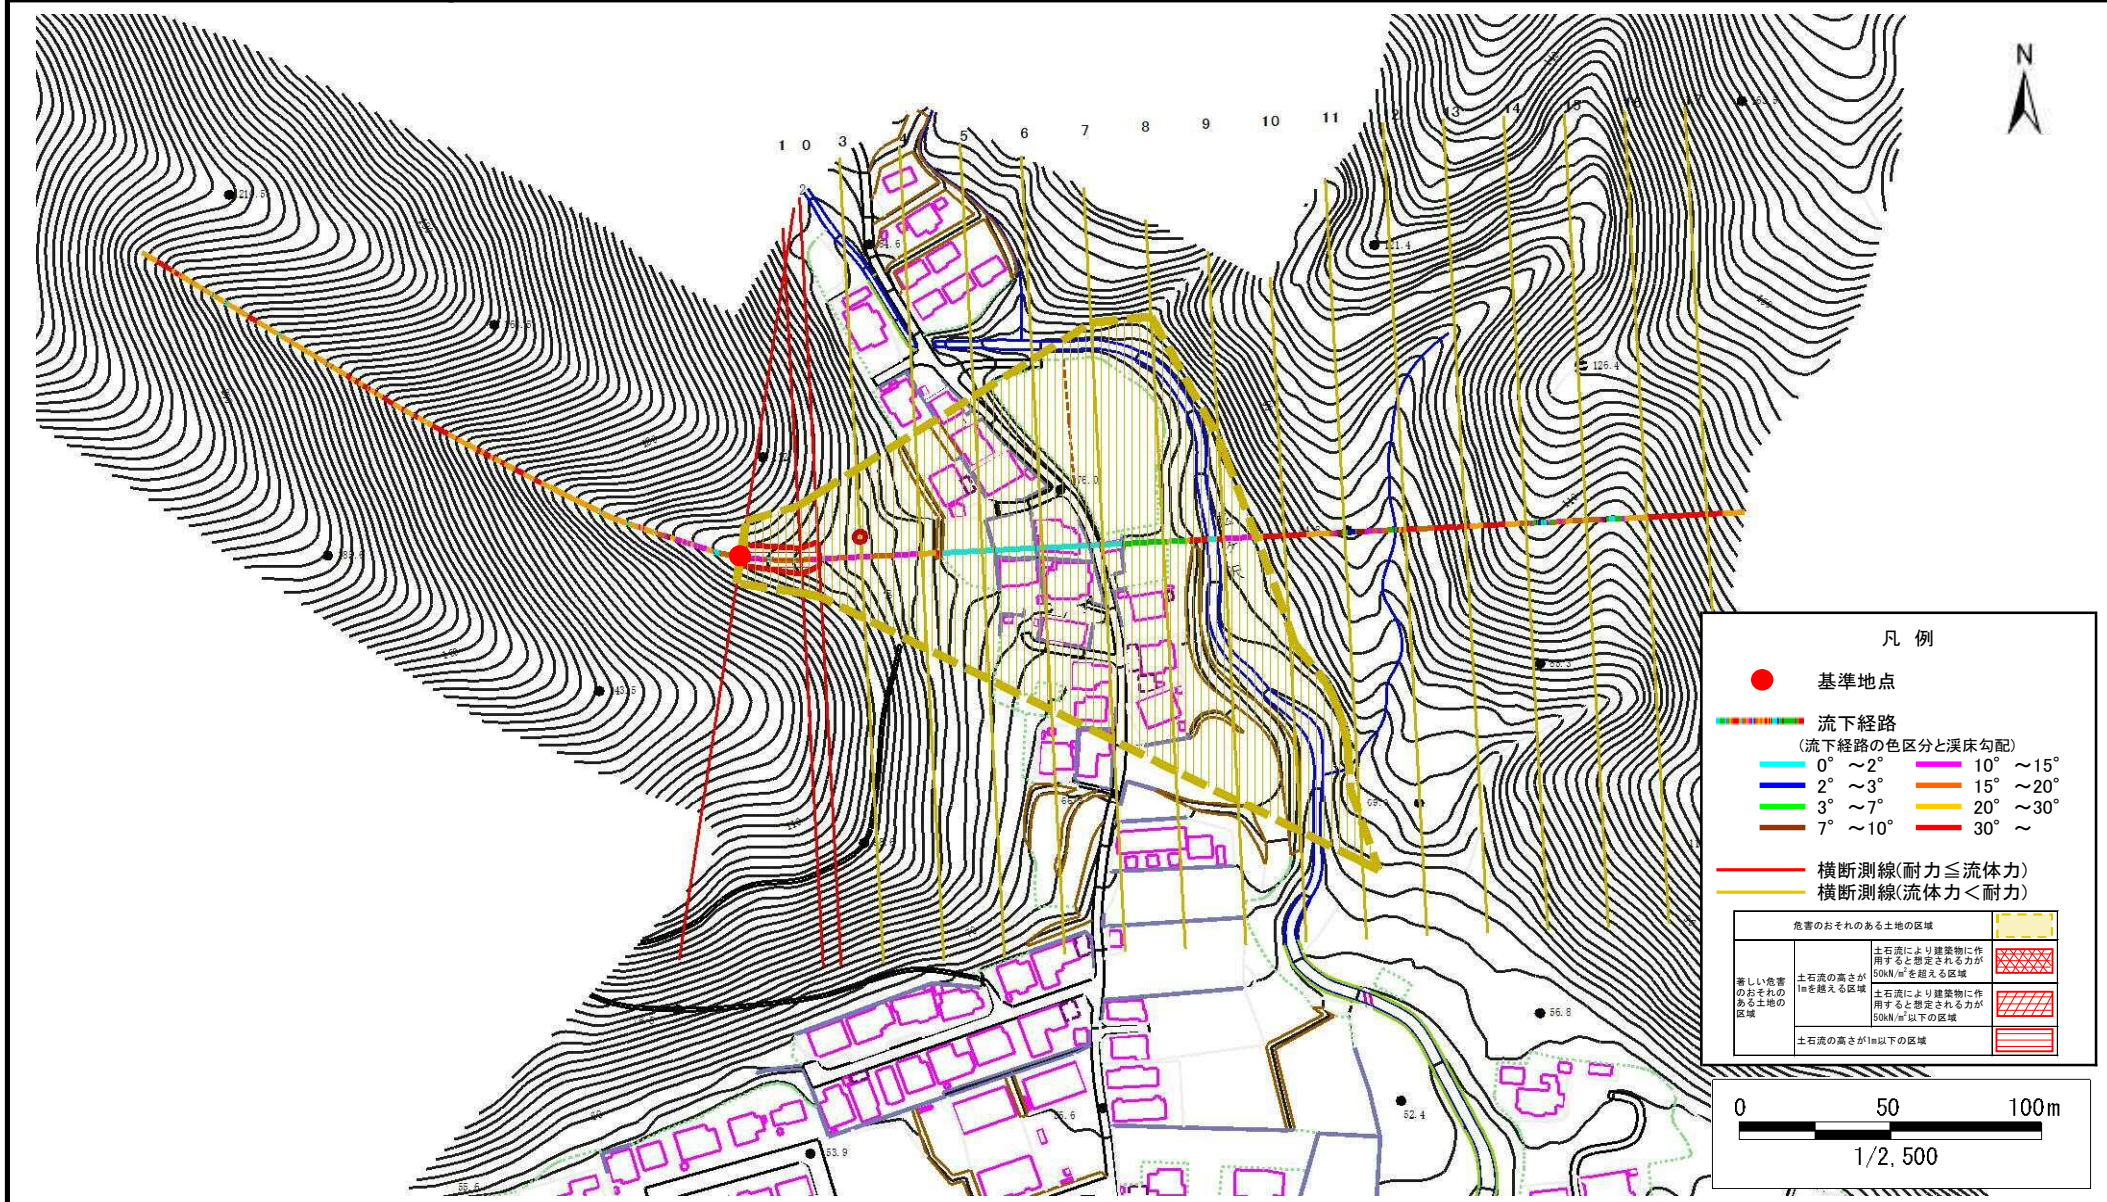 N
1 0 3 4 5 6 7 8 9 10 11 12 13 14 15 16 17
2
凡 例
基準地点
流下経路
(流下経路の色区分と渓床勾配)
0° ～2° 10° ～15°
2° ～3° 15° ～20°
3° ～7° 20° ～30°
7° ～10° 30° ～
横断測線(耐力≦流体力)
横断測線(流体力＜耐力)
危害のおそれのある土地の区域
著しい危害
のおそれの
ある土地の
区域
土石流の高さが
1mを越える区域
土石流により建築物に作
用すると想定される力が
50kN/㎡を超える区域
土石流により建築物に作
用すると想定される力が
50kN/㎡以下の区域
土石流の高さが1m以下の区域
0 50 100m
1/2,500
126.4
56.8
52.4
53.9
沢